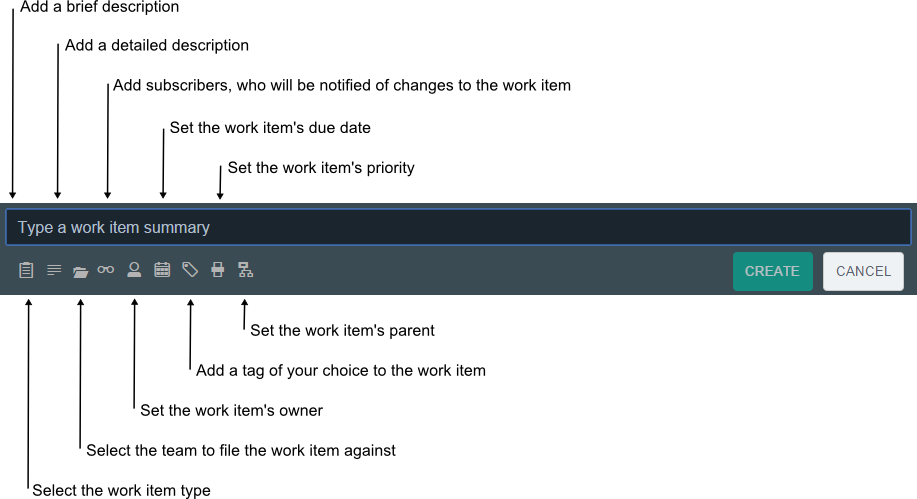 Add a brief description
Add a detailed description
Add subscribers, who will be notified of changes to the work item
Set the work item's due date
Set the work item's priority
Type a work item summary
CREATE
CANCEL
Set the work item's parent
Add a tag of your choice to the work item
Set the work item's owner
Select the team to file the work item against
Select the work item type